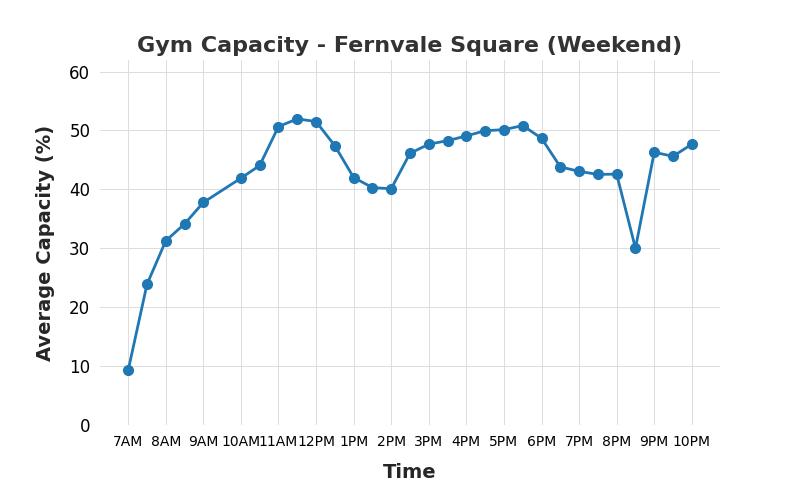 Gym Capacity - Fernvale Square (Weekend)
Average Capacity (%)
60
50
40
30
20
10
0
7AM 8AM 9AM 10AM 11AM 12PM 1PM 2PM 3PM 4PM 5PM 6PM 7PM 8PM 9PM 10PM
Time